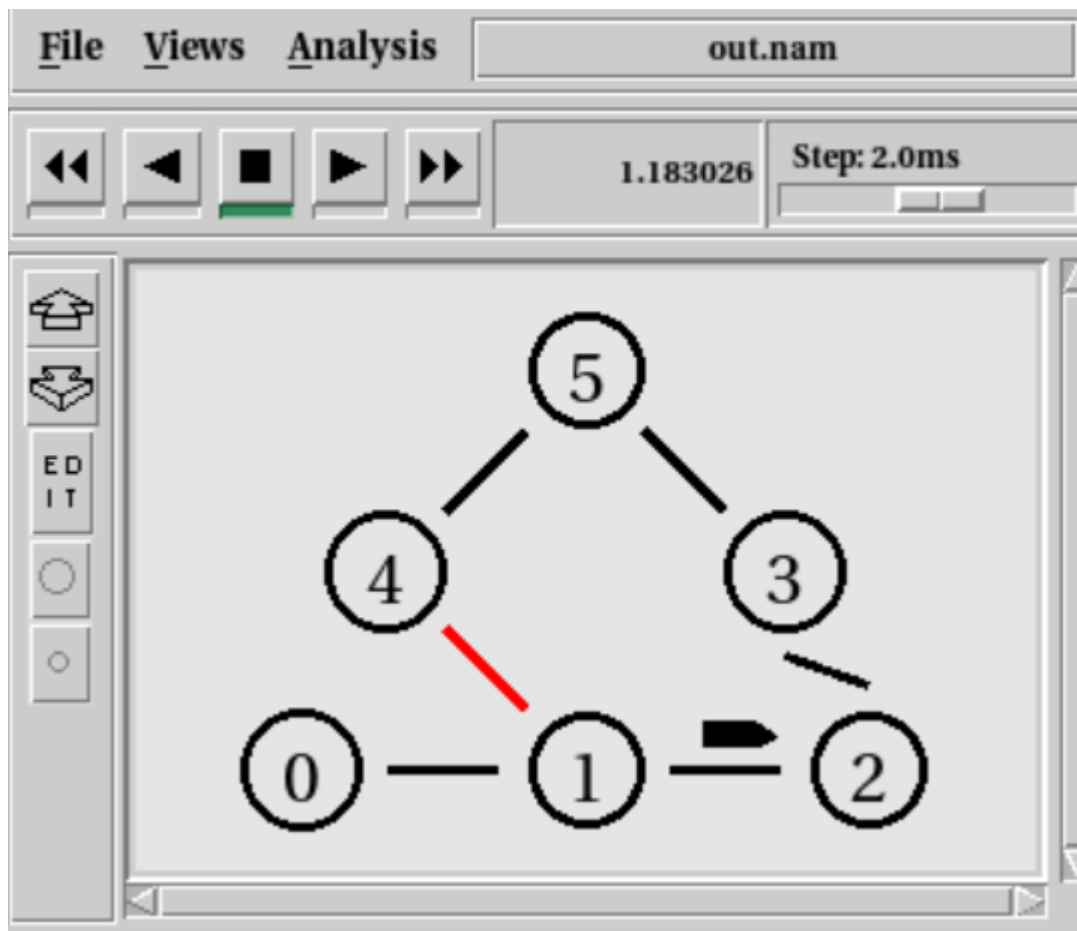 File Views Analysis out.nam
1.183026 Step: 2.0ms
ED
IT
5
4 3
0 1 2